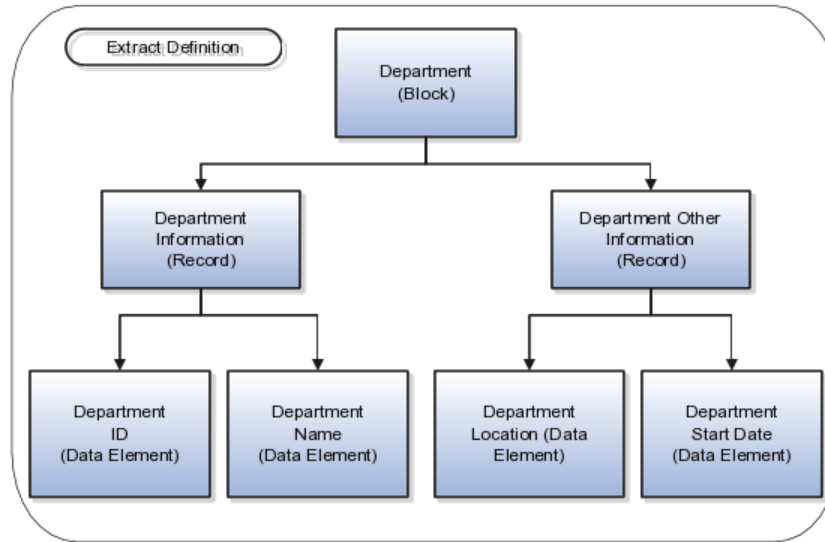 Extract Definition
Department
(Block)
Department
Information
(Record)
Department Other
Information
(Record)
Department
ID
(Data Element)
Department
Name
(Data Element)
Department
Location (Data
Element)
Department
Start Date
(Data Element)